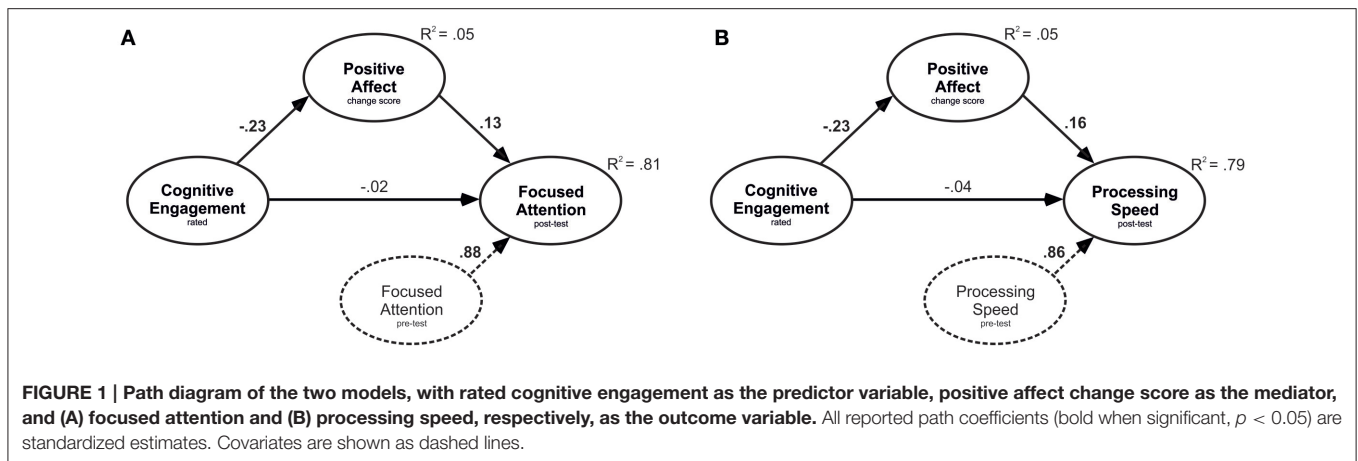 A
R² = .05
Positive
Affect
change score
-.23
.13
R² = .81
Cognitive
Engagement
rated
-.02
Focused
Attention
post-test
.88
Focused
Attention
pre-test
B
R² = .05
Positive
Affect
change score
-.23
.16
R² = .79
Cognitive
Engagement
rated
-.04
Processing
Speed
post-test
.86
Processing
Speed
pre-test
FIGURE 1 | Path diagram of the two models, with rated cognitive engagement as the predictor variable, positive affect change score as the mediator,
and (A) focused attention and (B) processing speed, respectively, as the outcome variable. All reported path coefficients (bold when significant, p < 0.05) are
standardized estimates. Covariates are shown as dashed lines.